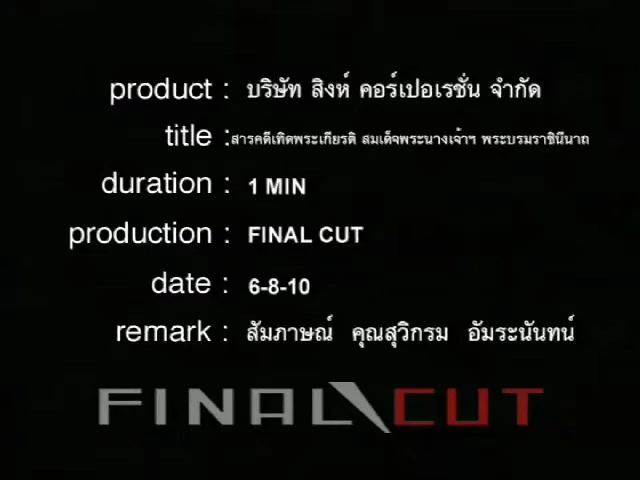 product : บริษัท สิงห์ คอร์เปอเรชั่น จำกัด
title : สารคดีเทิดพระเกียรติ สมเด็จพระนางเจ้าฯ พระบรมราชินีนาถ
duration : 1 MIN
production : FINAL CUT
date : 6-8-10
remark : สัมภาษณ์ คุณสุวิกรม อัมระนันทน์
FINAL CUT